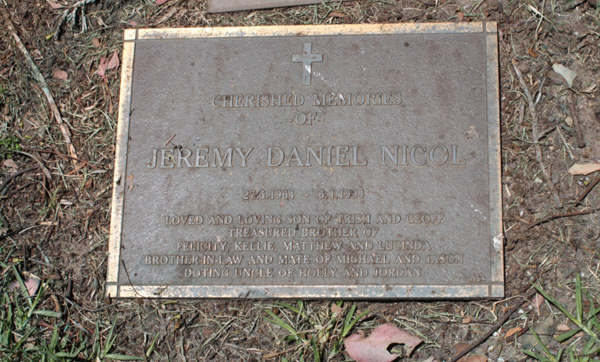 CHERISHED MEMORIES
-OF-
JEREMY DANIEL NICOL
LOVED AND LOVING SON OF TRISH AND GEOFF
TREASURED BROTHER OF
FELICITY, KELLIE, MATTHEW AND LUCINDA
BROTHER-IN-LAW AND MATE OF MICHAEL AND JASON
DOTING UNCLE OF HOLLY AND JORDAN